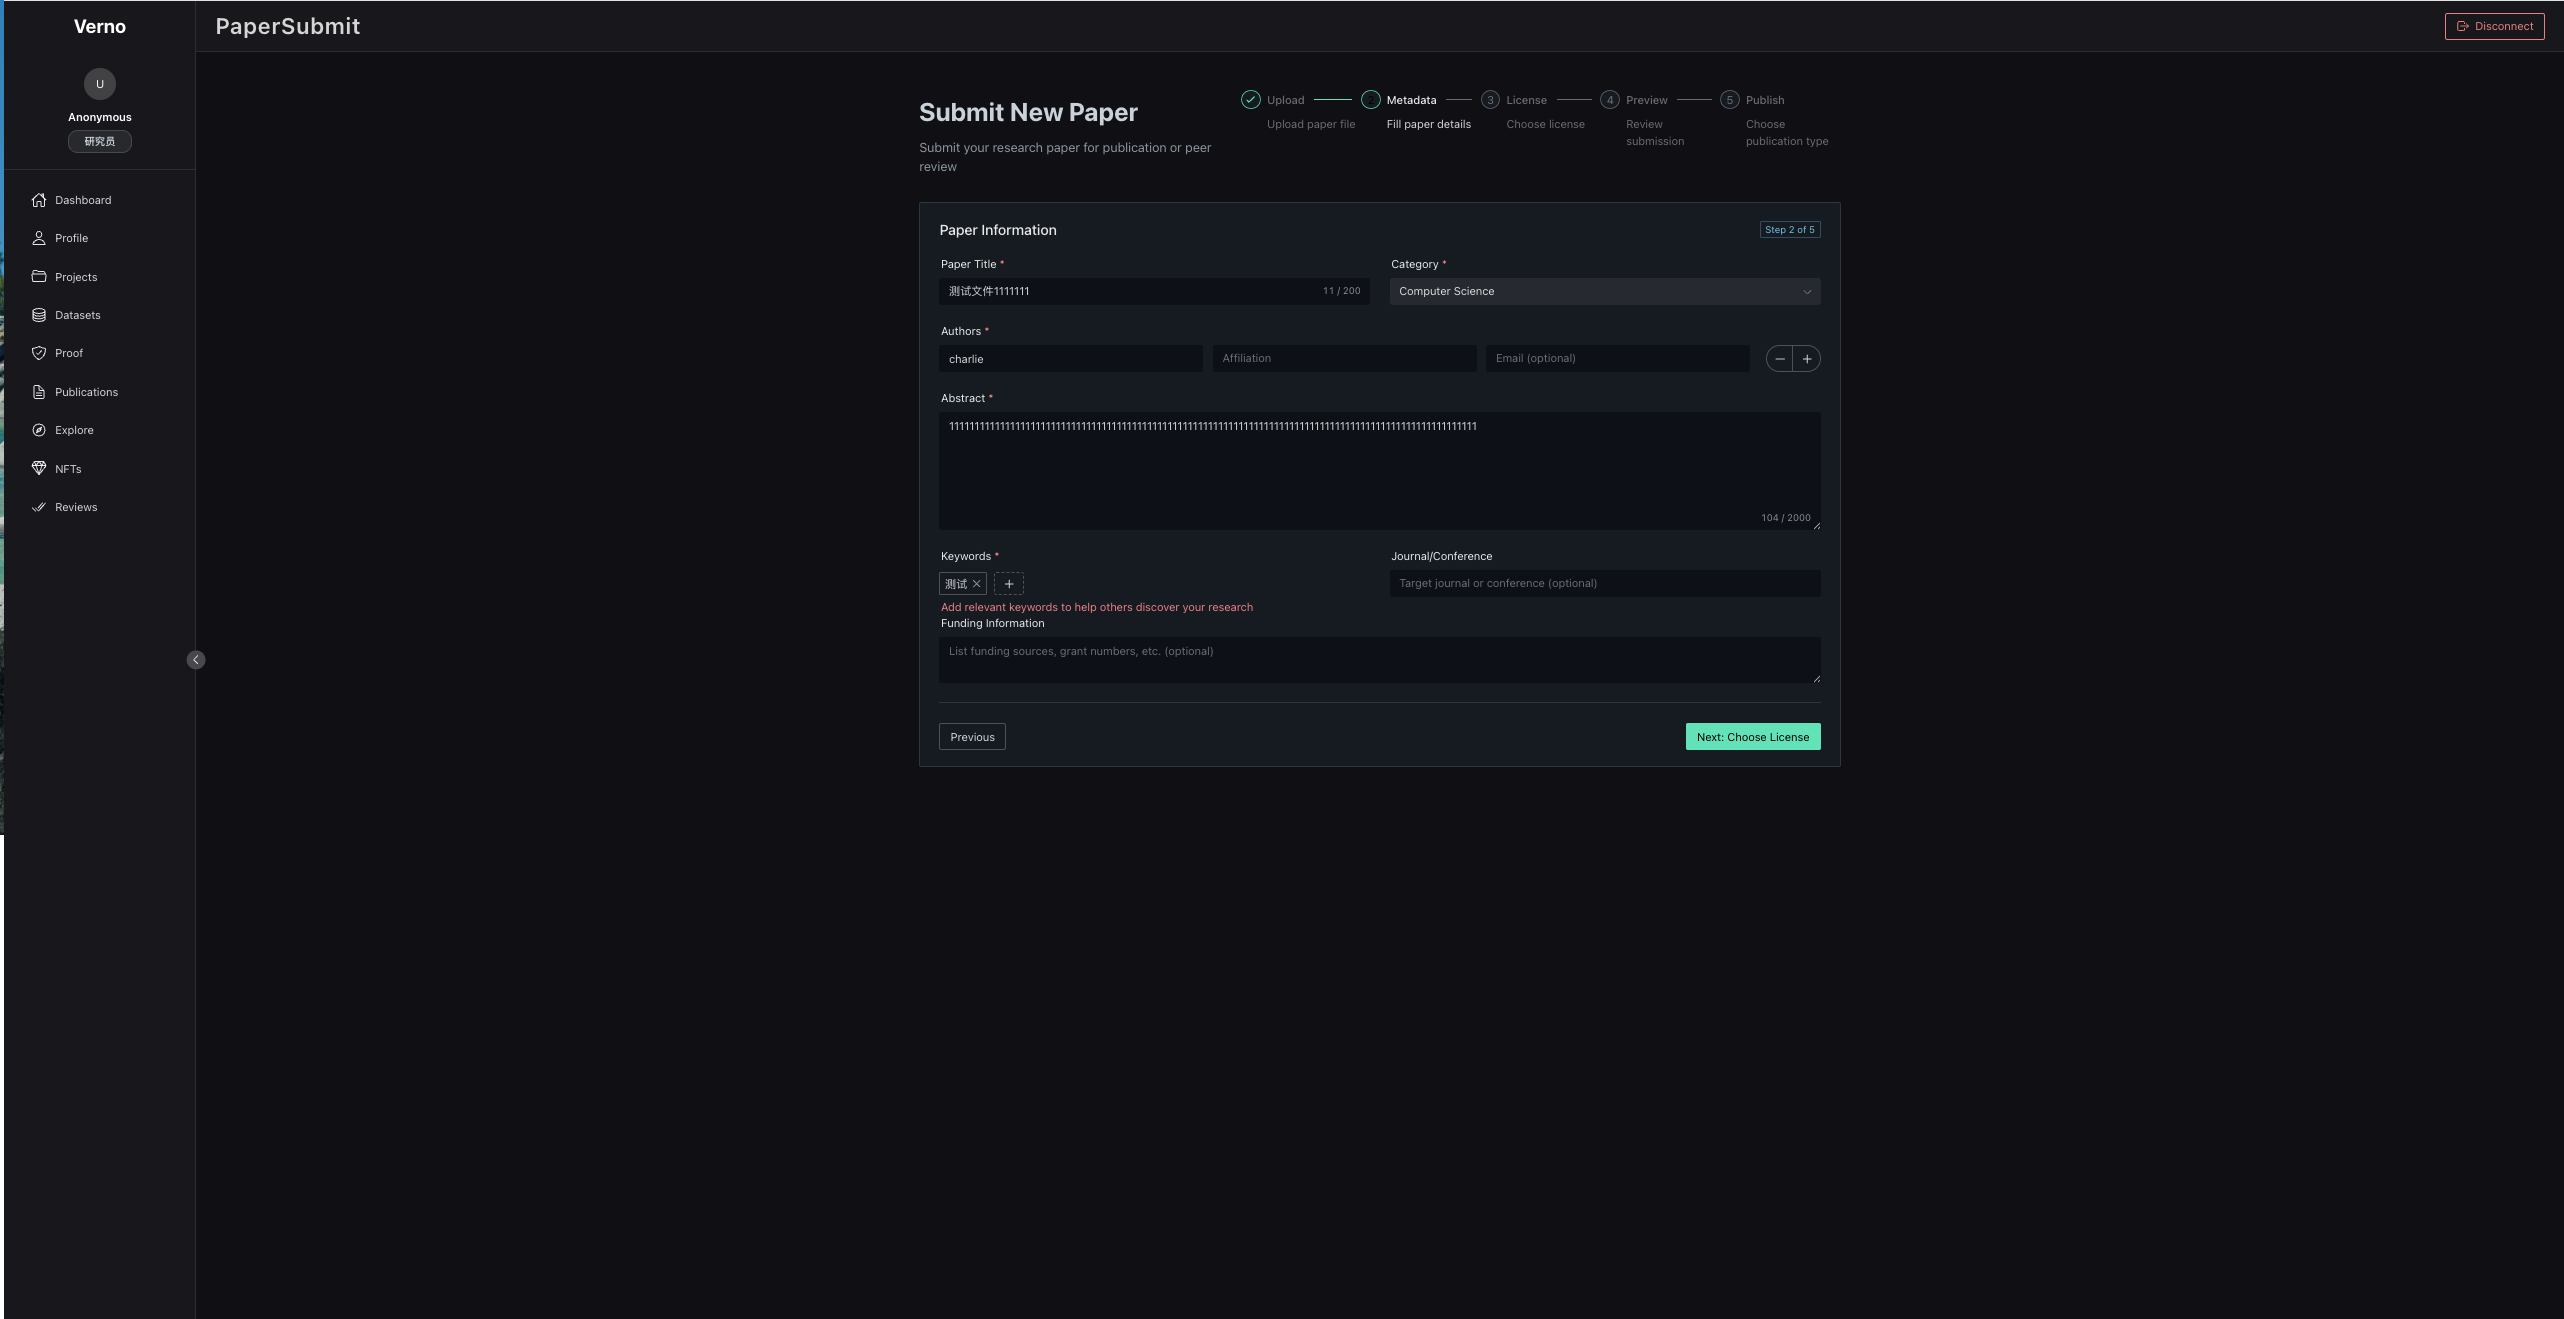 Verno
U
Anonymous
研究员
Dashboard
Profile
Projects
Datasets
Proof
Publications
Explore
NFTs
Reviews
PaperSubmit
Disconnect
Submit New Paper
Submit your research paper for publication or peer
review
Upload
Upload paper file
Metadata
Fill paper details
3 License
Choose license
4 Preview
Review
submission
5 Publish
Choose
publication type
Paper Information
Step 2 of 5
Paper Title *
测试文件1111111
11 / 200
Category *
Computer Science
Authors *
charlie
Affiliation
Email (optional)
Abstract *
11111111111111111111111111111111111111111111111111111111111111111111111111111111111111111111111111111111
104 / 2000
Keywords *
测试
Add relevant keywords to help others discover your research
Journal/Conference
Target journal or conference (optional)
Funding Information
List funding sources, grant numbers, etc. (optional)
Previous
Next: Choose License